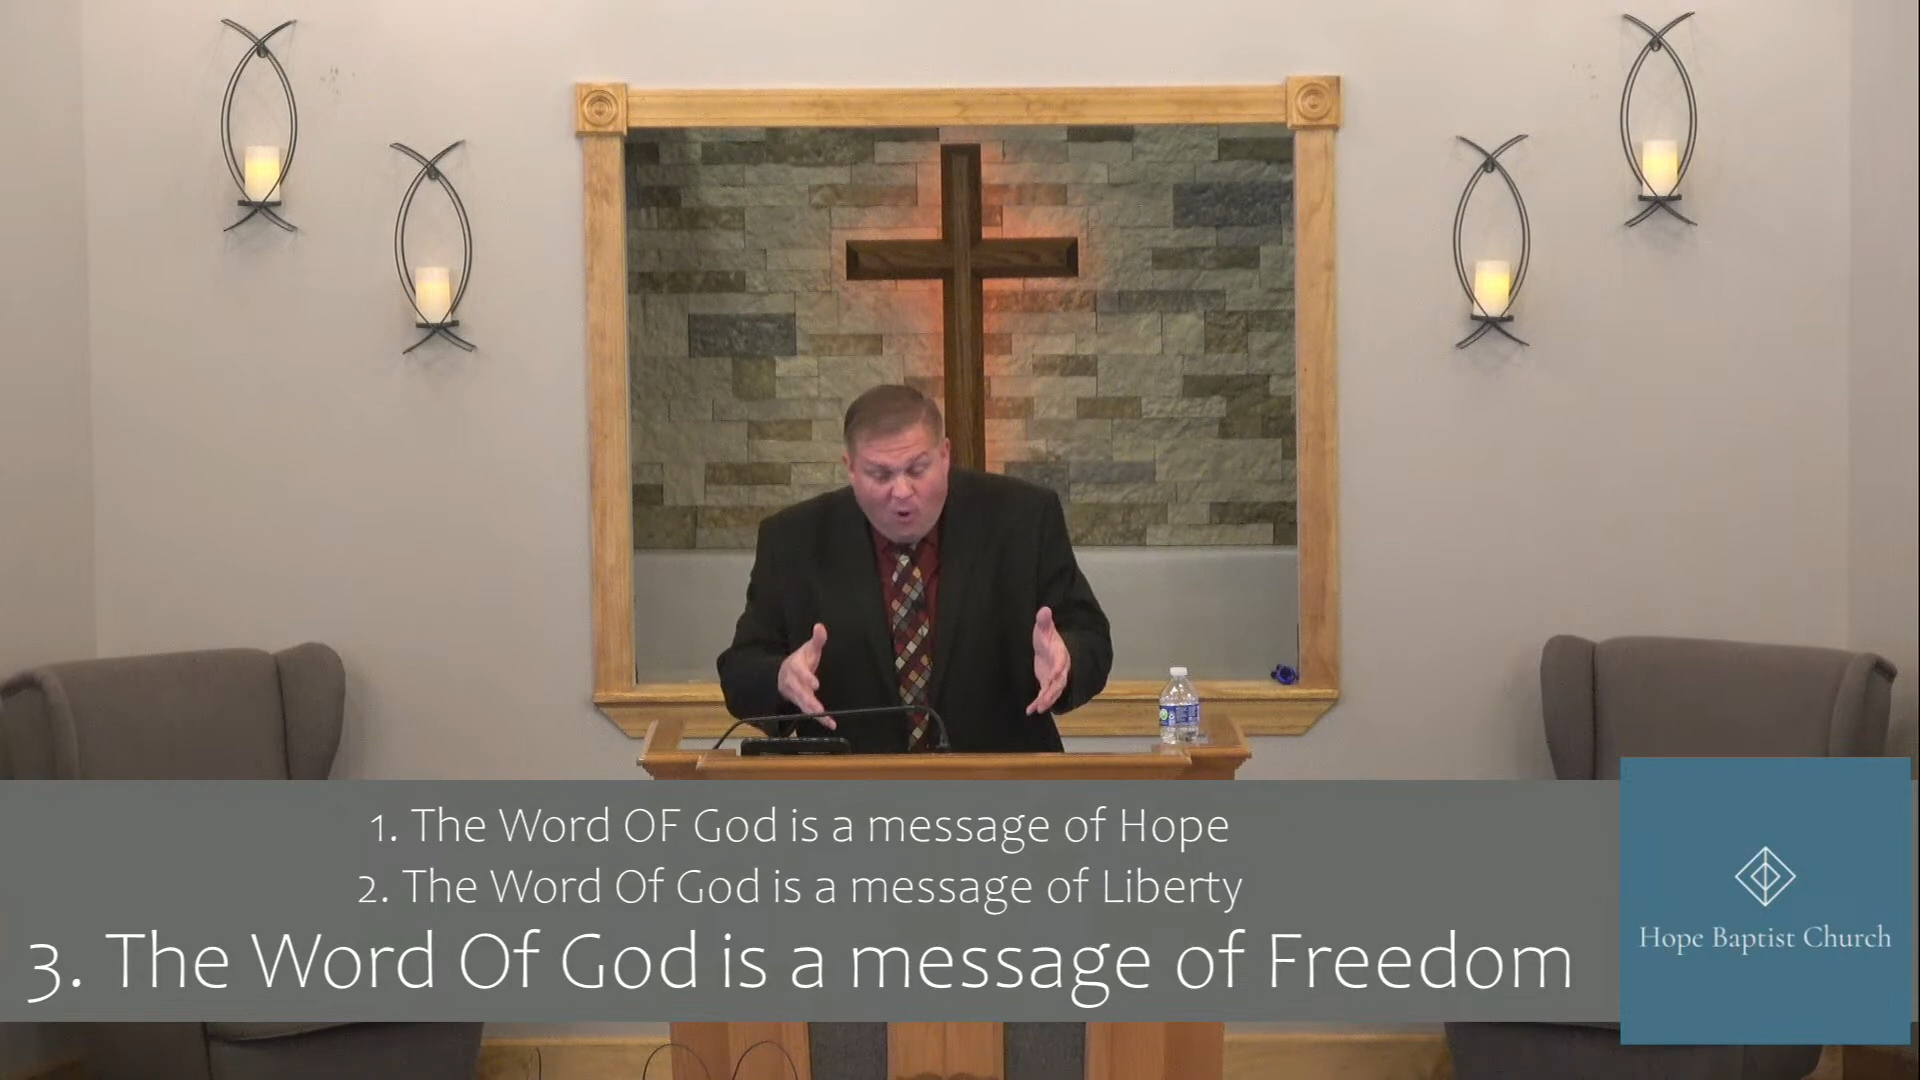 1. The Word OF God is a message of Hope
2. The Word Of God is a message of Liberty
3. The Word Of God is a message of Freedom
Hope Baptist Church